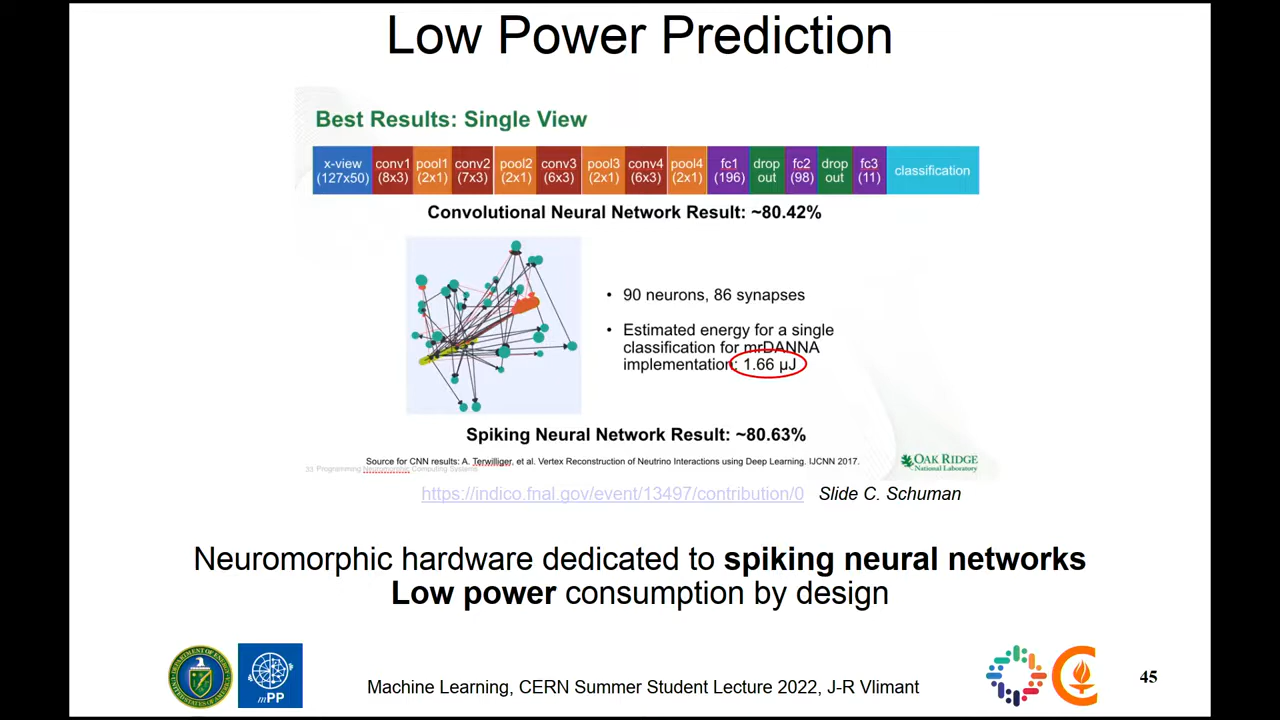 Low Power Prediction
Best Results: Single View
x-view conv1 pool1 conv2 pool2 conv3 pool3 conv4 pool4 fc1 drop fc2 drop fc3 classification
(127x50) (8x3) (2x1) (7x3) (2x1) (6x3) (2x1) (6x3) (2x1) (196) out (98) out (11)
Convolutional Neural Network Result: ~80.42%
• 90 neurons, 86 synapses
• Estimated energy for a single
classification for mrDANNA
implementation: 1.66 μJ
Spiking Neural Network Result: ~80.63%
Source for CNN results: A. Terwilliger, et al. Vertex Reconstruction of Neutrino Interactions using Deep Learning. IJCNN 2017.
33 Programming Neuromorphic Computing Systems
OAK RIDGE
National Laboratory
https://indico.fnal.gov/event/13497/contribution/0 Slide C. Schuman
Neuromorphic hardware dedicated to spiking neural networks
Low power consumption by design
mPP
Machine Learning, CERN Summer Student Lecture 2022, J-R Vlimant
45